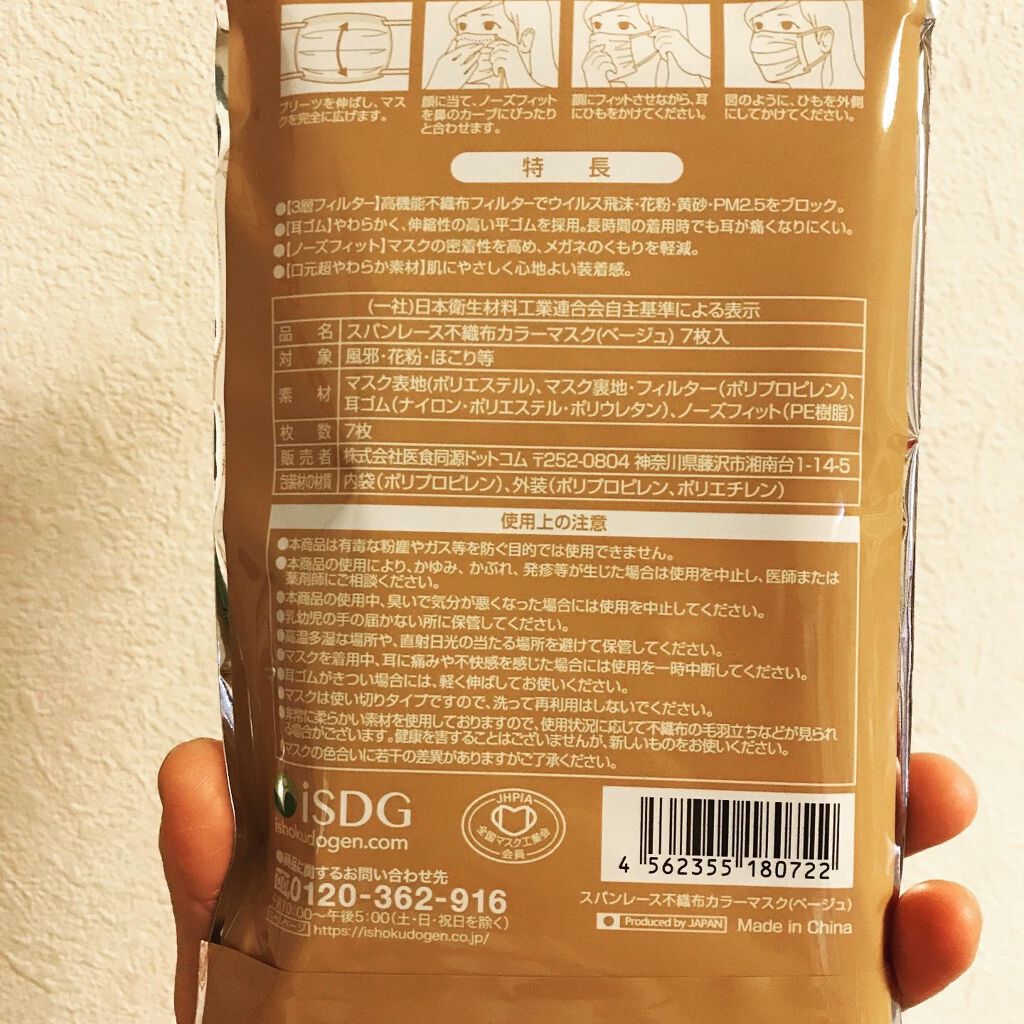 プリーツを伸ばし、マス
クを完全に広げます。
顔に当て、ノーズフィット
を鼻のカーブにぴったり
と合わせます。
顔にフィットさせながら、耳
にひもをかけてください。
図のように、ひもを外側
にしてかけてください。
特 長
●【3層フィルター】高機能不織布フィルターでウイルス飛沫・花粉・黄砂・PM2.5をブロック。
●【耳ゴム】やわらかく、伸縮性の高い平ゴムを採用。長時間の着用時でも耳が痛くなりにくい。
●【ノーズフィット】マスクの密着性を高め、メガネのくもりを軽減。
●【口元超やわらか素材】肌にやさしく心地よい装着感。
(一社)日本衛生材料工業連合会自主基準による表示
品 名 スパンレース不織布カラーマスク(ベージュ) 7枚入
対 象 風邪・花粉・ほこり等
素 材 マスク表地(ポリエステル)、マスク裏地・フィルター(ポリプロピレン)、
耳ゴム(ナイロン・ポリエステル・ポリウレタン)、ノーズフィット(PE樹脂)
枚 数 7枚
販売者 株式会社医食同源ドットコム 〒252-0804 神奈川県藤沢市湘南台1-14-5
包装材の材質 内袋(ポリプロピレン)、外装(ポリプロピレン、ポリエチレン)
使用上の注意
●本商品は有毒な粉塵やガス等を防ぐ目的では使用できません。
●本商品の使用により、かゆみ、かぶれ、発疹等が生じた場合は使用を中止し、医師または
薬剤師にご相談ください。
●本商品の使用中、臭いで気分が悪くなった場合には使用を中止してください。
●乳幼児の手の届かない所に保管してください。
●高温多湿な場所や、直射日光の当たる場所を避けて保管してください。
●マスクを着用中、耳に痛みや不快感を感じた場合には使用を一時中断してください。
●耳ゴムがきつい場合には、軽く伸ばしてお使いください。
●マスクは使い切りタイプですので、洗って再利用はしないでください。
●非常に柔らかい素材を使用しておりますので、使用状況に応じて不織布の毛羽立ちなどが見られ
る場合がございます。健康を害することはございませんが、新しいものをお使いください。
●マスクの色合いに若干の差異がありますがご了承ください。
iSDG
ishokudogen.com
JHPIA
全国マスク工業会
会員
4 562355 180722
●商品に関するお問い合わせ先
0120-362-916
午前10:00〜午後5:00(土・日・祝日を除く)
https://ishokudogen.co.jp/
スパンレース不織布カラーマスク(ベージュ)
Produced by JAPAN Made in China